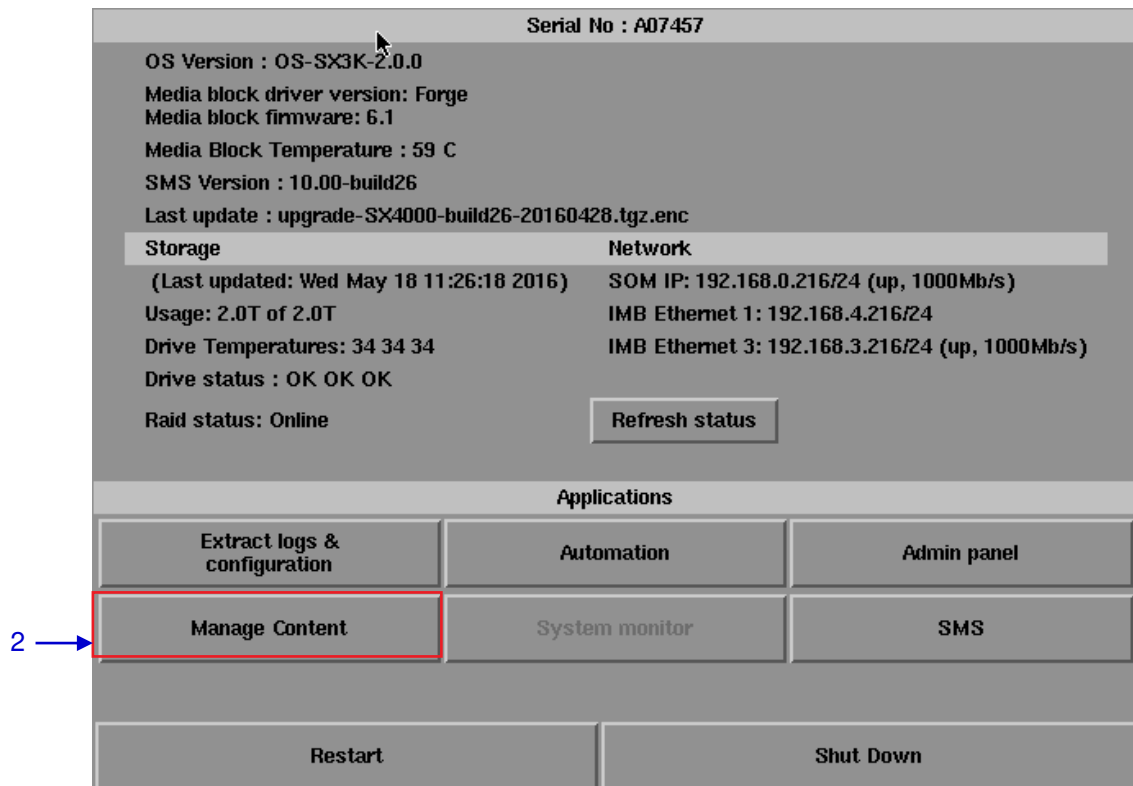 Serial No : A07457
OS Version : OS-SX3K-2.0.0
Media block driver version: Forge
Media block firmware: 6.1
Media Block Temperature : 59 C
SMS Version : 10.00-build26
Last update : upgrade-SX4000-build26-20160428.tgz.enc
Storage
Network
(Last updated: Wed May 18 11:26:18 2016)
SOM IP: 192.168.0.216/24 (up, 1000Mb/s)
Usage: 2.0T of 2.0T
IMB Ethernet 1: 192.168.4.216/24
Drive Temperatures: 34 34 34
IMB Ethernet 3: 192.168.3.216/24 (up, 1000Mb/s)
Drive status : OK OK OK
Raid status: Online
Refresh status
Applications
Extract logs &
configuration
Automation
Admin panel
2
Manage Content
System monitor
SMS
Restart
Shut Down